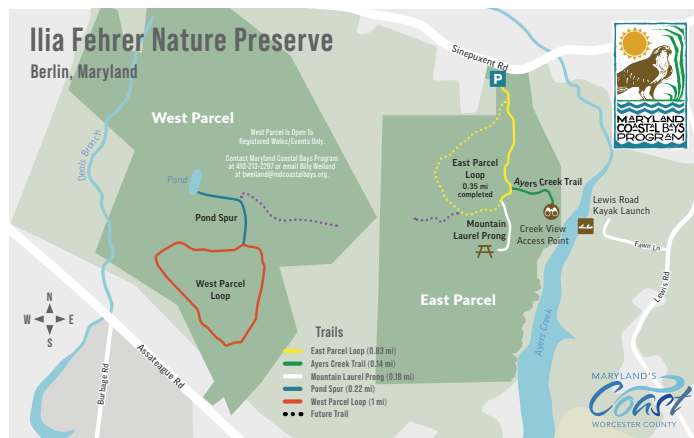 Ilia Fehrer Nature Preserve
Berlin, Maryland
Sinepuxent Rd
P
MARYLAND
COASTAL BAYS
PROGRAM
West Parcel
West Parcel Is Open To
Registered Walks/Events Only.
Contact Maryland Coastal Bays Program
at 410-213-2297 or email Billy Weiland
at bweiland@mdcoastalbays.org.
Deals Branch
Pond
Pond Spur
West Parcel
Loop
East Parcel
Loop
0.35 mi
completed
Ayers Creek Trail
Mountain
Laurel Prong
Creek View
Access Point
Lewis Road
Kayak Launch
Fawn Ln
Lewis Rd
East Parcel
Ayers Creek
N
W
E
S
Assateague Rd
Burbage Rd
Trails
East Parcel Loop (0.83 mi)
Ayers Creek Trail (0.14 mi)
Mountain Laurel Prong (0.18 mi)
Pond Spur (0.22 mi)
West Parcel Loop (1 mi)
Future Trail
MARYLAND'S
Coast
WORCESTER COUNTY